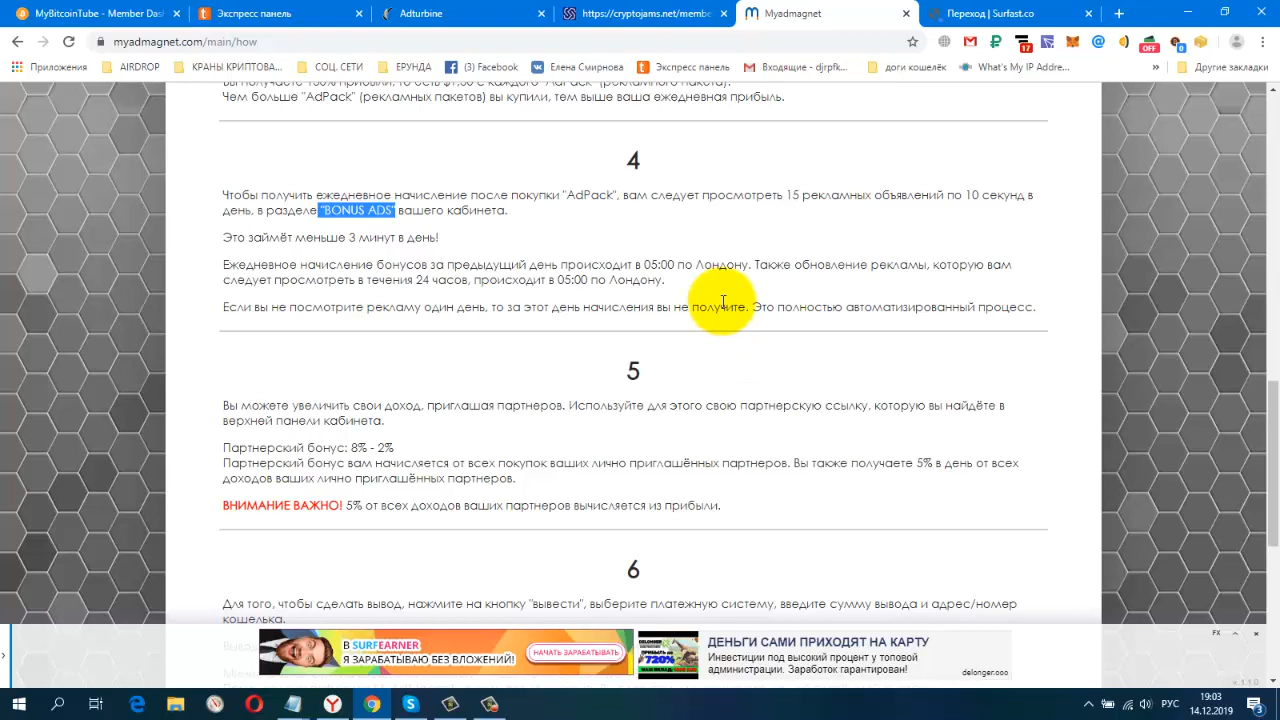 MyBitcoinTube - Member Das
Экспресс панель
Adturbine
https://cryptojams.net/membe
Myadmagnet
Переход | Surfast.co
myadmagnet.com/main/how
17
OFF
0
Приложения
AIRDROP
КРАНЫ КРИПТОВА...
СОЦ. СЕТИ
ЕРУНДА
(3) Facebook
Елена Смирнова
Экспресс панель
Входящие - djrpfk...
доги кошелёк
What's My IP Addre...
»
Другие закладки
Чем больше "AdPack" (рекламных пакетов) вы купили, тем выше ваша ежедневная прибыль.
4
Чтобы получить ежедневное начисление после покупки "AdPack", вам следует просмотреть 15 рекламных объявлений по 10 секунд в
день, в разделе "BONUS ADS" вашего кабинета.
Это займёт меньше 3 минут в день!
Ежедневное начисление бонусов за предыдущий день происходит в 05:00 по Лондону. Также обновление рекламы, которую вам
следует просмотреть в течения 24 часов, происходит в 05:00 по Лондону.
Если вы не посмотрите рекламу один день, то за этот день начисления вы не получите. Это полностью автоматизированный процесс.
5
Вы можете увеличить свои доход, приглашая партнеров. Используйте для этого свою партнерскую ссылку, которую вы найдёте в
верхней панели кабинета.
Партнерский бонус: 8% - 2%
Партнерский бонус вам начисляется от всех покупок ваших лично приглашённых партнеров. Вы также получаете 5% в день от всех
доходов ваших лично приглашённых партнеров.
ВНИМАНИЕ ВАЖНО! 5% от всех доходов ваших партнеров вычисляется из прибыли.
6
Для того, чтобы сделать вывод, нажмите на кнопку "вывести", выберите платежную систему, введите сумму вывода и адрес/номер
кошелька.
В SURFEARNER
Я ЗАРАБАТЫВАЮ БЕЗ ВЛОЖЕНИЙ!
НАЧАТЬ ЗАРАБАТЫВАТЬ
DELONGER
720%
ДЕНЬГИ САМИ ПРИХОДЯТ НА КАРТУ
Инвестиции под высокий процент у топовой
администрации. Заработок гарантирован!
delonger.ooo
FX
v.1.1.0
РУС
19:03
14.12.2019
3